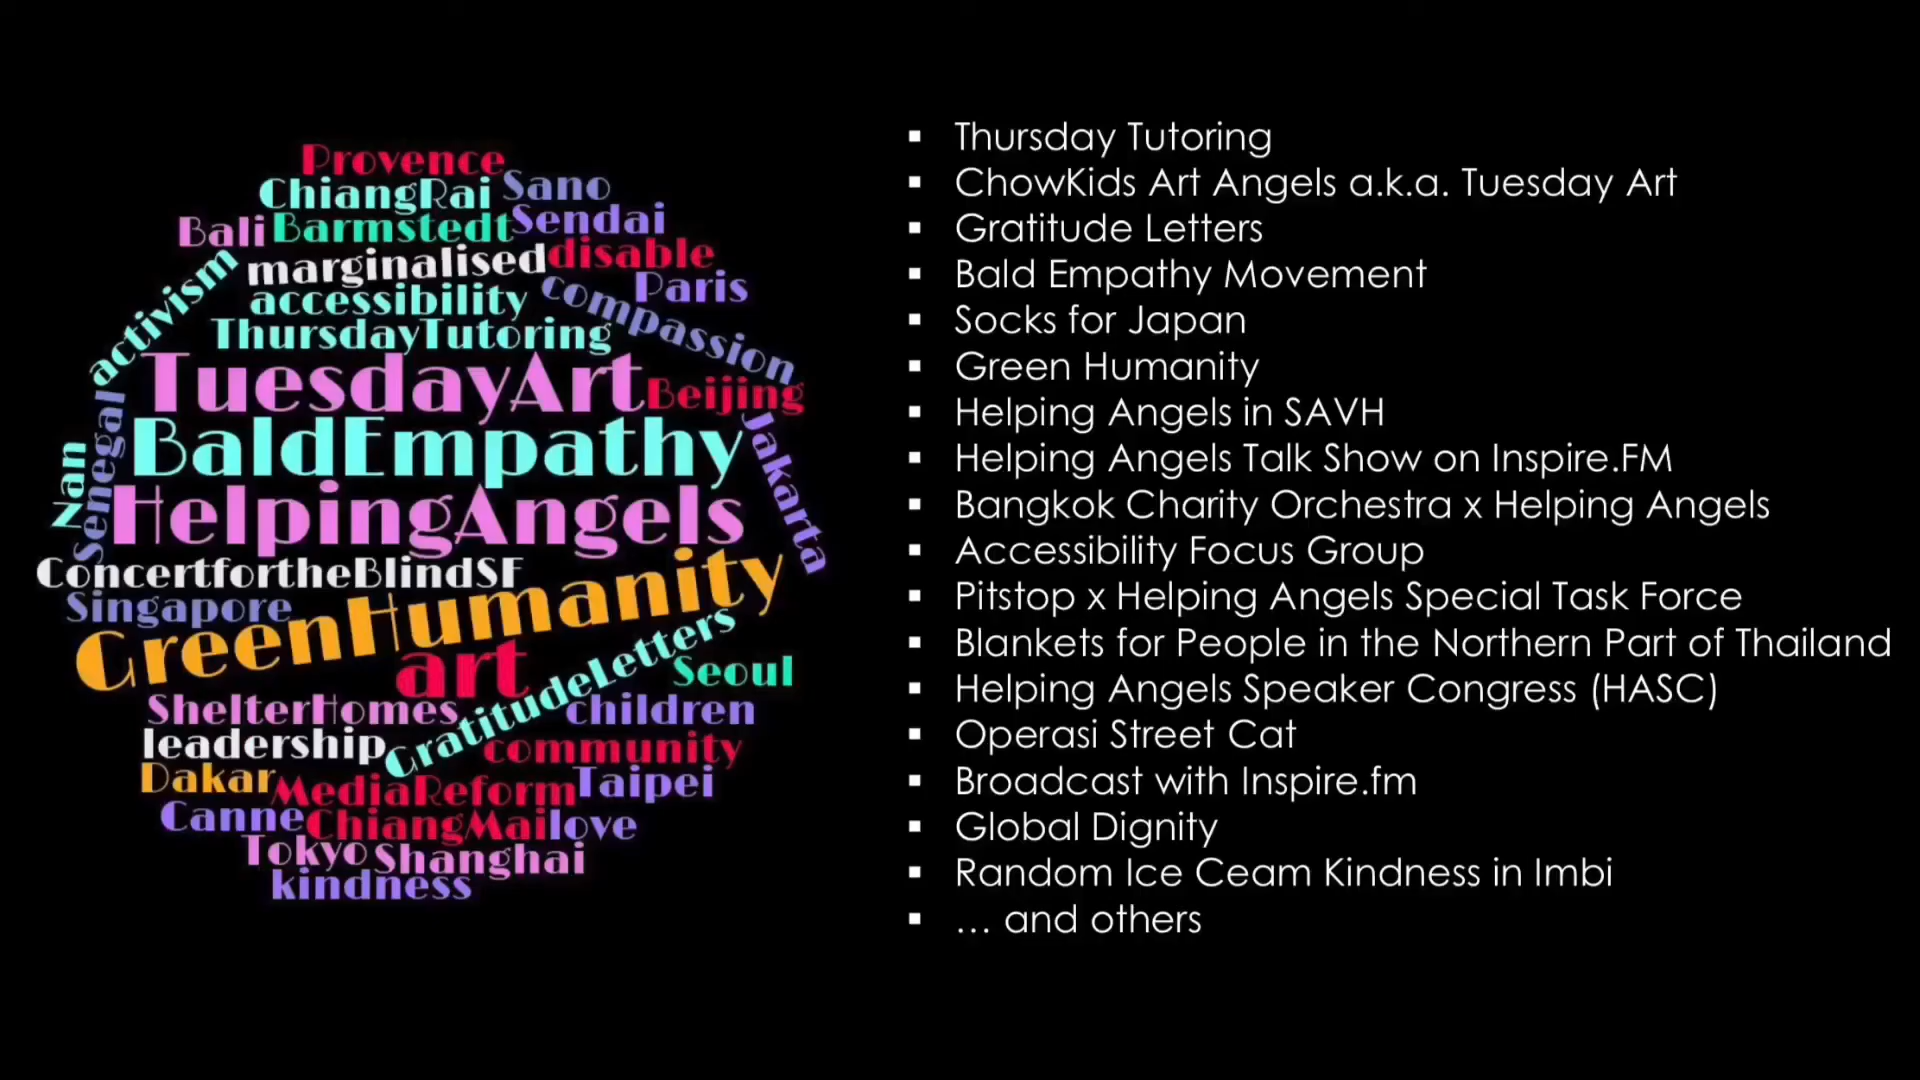 Provence
ChiangRai Sano
Bali Barmstedt Sendai
marginalised disable
activism accessibility compassion Paris
ThursdayTutoring
TuesdayArt Beijing
BaldEmpathy
Nan Senegal HelpingAngels Jakarta
ConcertfortheBlindSF
Singapore
GreenHumanity
art GratitudeLetters Seoul
ShelterHomes children
leadership community
Dakar MediaReform Taipei
Canne ChiangMai love
Tokyo Shanghai
kindness
▪ Thursday Tutoring
▪ ChowKids Art Angels a.k.a. Tuesday Art
▪ Gratitude Letters
▪ Bald Empathy Movement
▪ Socks for Japan
▪ Green Humanity
▪ Helping Angels in SAVH
▪ Helping Angels Talk Show on Inspire.FM
▪ Bangkok Charity Orchestra x Helping Angels
▪ Accessibility Focus Group
▪ Pitstop x Helping Angels Special Task Force
▪ Blankets for People in the Northern Part of Thailand
▪ Helping Angels Speaker Congress (HASC)
▪ Operasi Street Cat
▪ Broadcast with Inspire.fm
▪ Global Dignity
▪ Random Ice Ceam Kindness in Imbi
▪ … and others